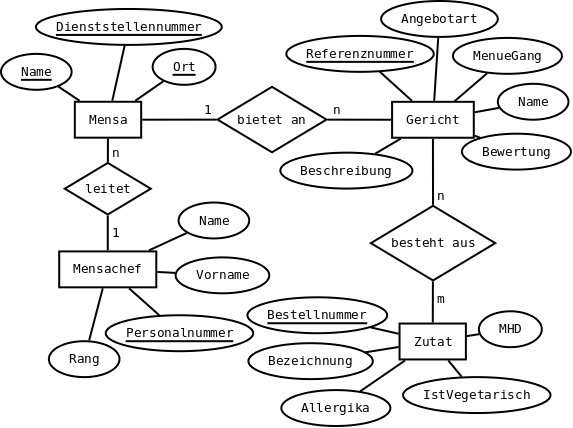 Angebotart
Dienststellennummer
Referenznummer
MenueGang
Name
Ort
Name
Mensa
1
bietet an
n
Gericht
Bewertung
n
Beschreibung
leitet
n
Name
1
besteht aus
Mensachef
Vorname
m
Bestellnummer
MHD
Personalnummer
Zutat
Rang
Bezeichnung
IstVegetarisch
Allergika